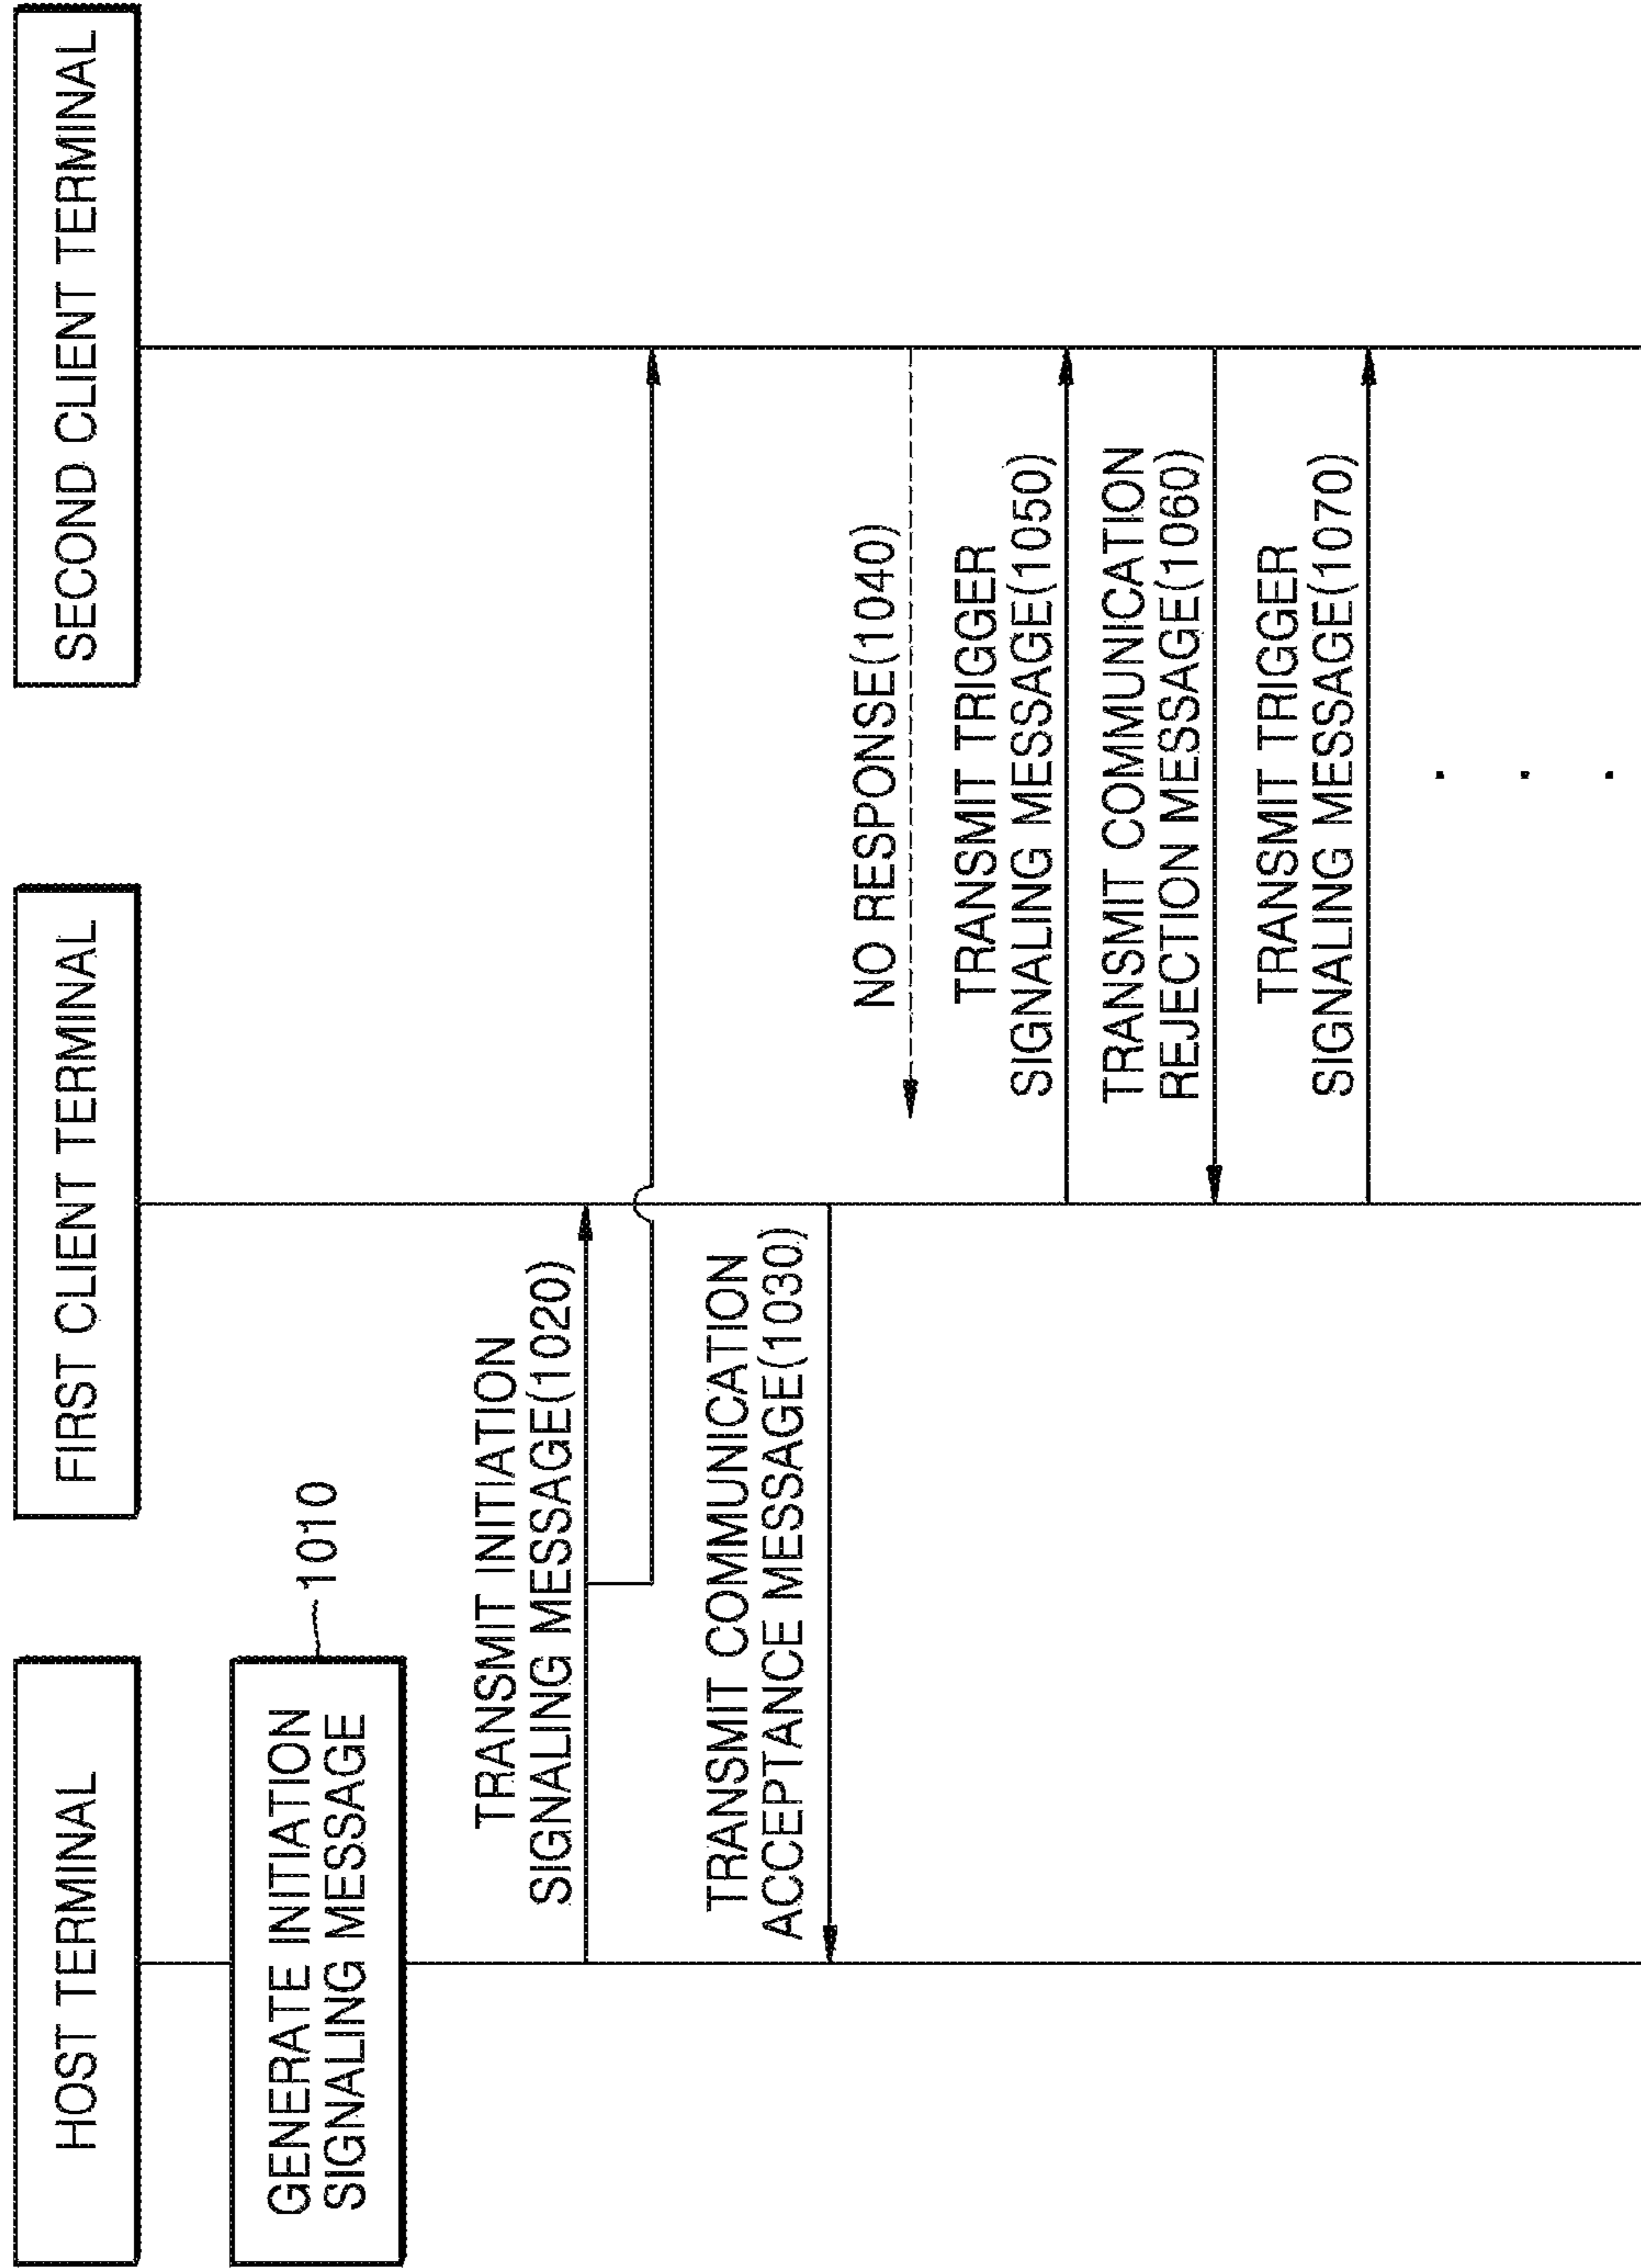 HOST TERMINAL
FIRST CLIENT TERMINAL
SECOND CLIENT TERMINAL
GENERATE INITIATION
SIGNALING MESSAGE
1010
TRANSMIT INITIATION
SIGNALING MESSAGE(1020)
TRANSMIT COMMUNICATION
ACCEPTANCE MESSAGE(1030)
NO RESPONSE(1040)
TRANSMIT TRIGGER
SIGNALING MESSAGE(1050)
TRANSMIT COMMUNICATION
REJECTION MESSAGE(1060)
TRANSMIT TRIGGER
SIGNALING MESSAGE(1070)